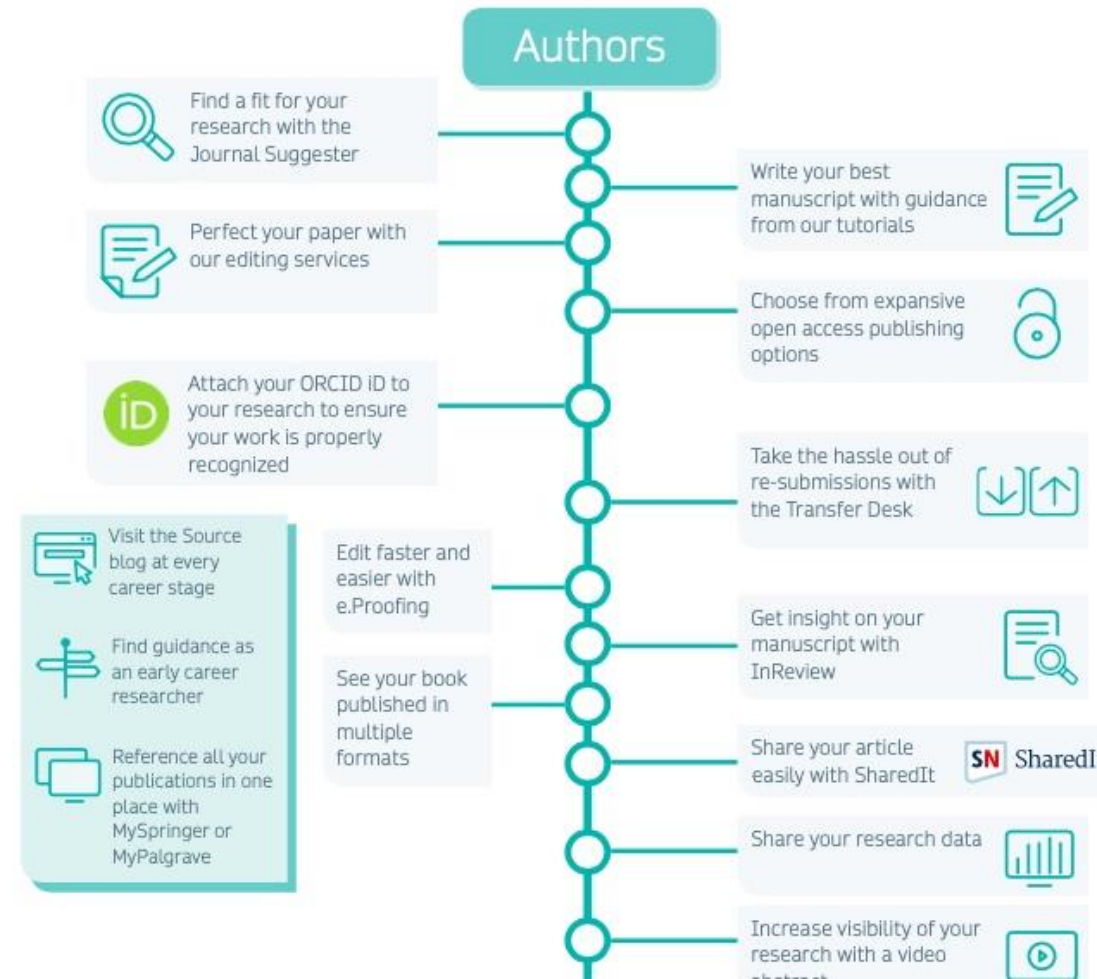 Authors
Find a fit for your
research with the
Journal Suggester
Write your best
manuscript with guidance
from our tutorials
Perfect your paper with
our editing services
Choose from expansive
open access publishing
options
iD
Attach your ORCID iD to
your research to ensure
your work is properly
recognized
Take the hassle out of
re-submissions with
the Transfer Desk
Visit the Source
blog at every
career stage
Find guidance as
an early career
researcher
Reference all your
publications in one
place with
MySpringer or
MyPalgrave
Edit faster and
easier with
e.Proofing
Get insight on your
manuscript with
InReview
See your book
published in
multiple
formats
Share your article
easily with SharedIt
SN SharedI
Share your research data
Increase visibility of your
research with a video